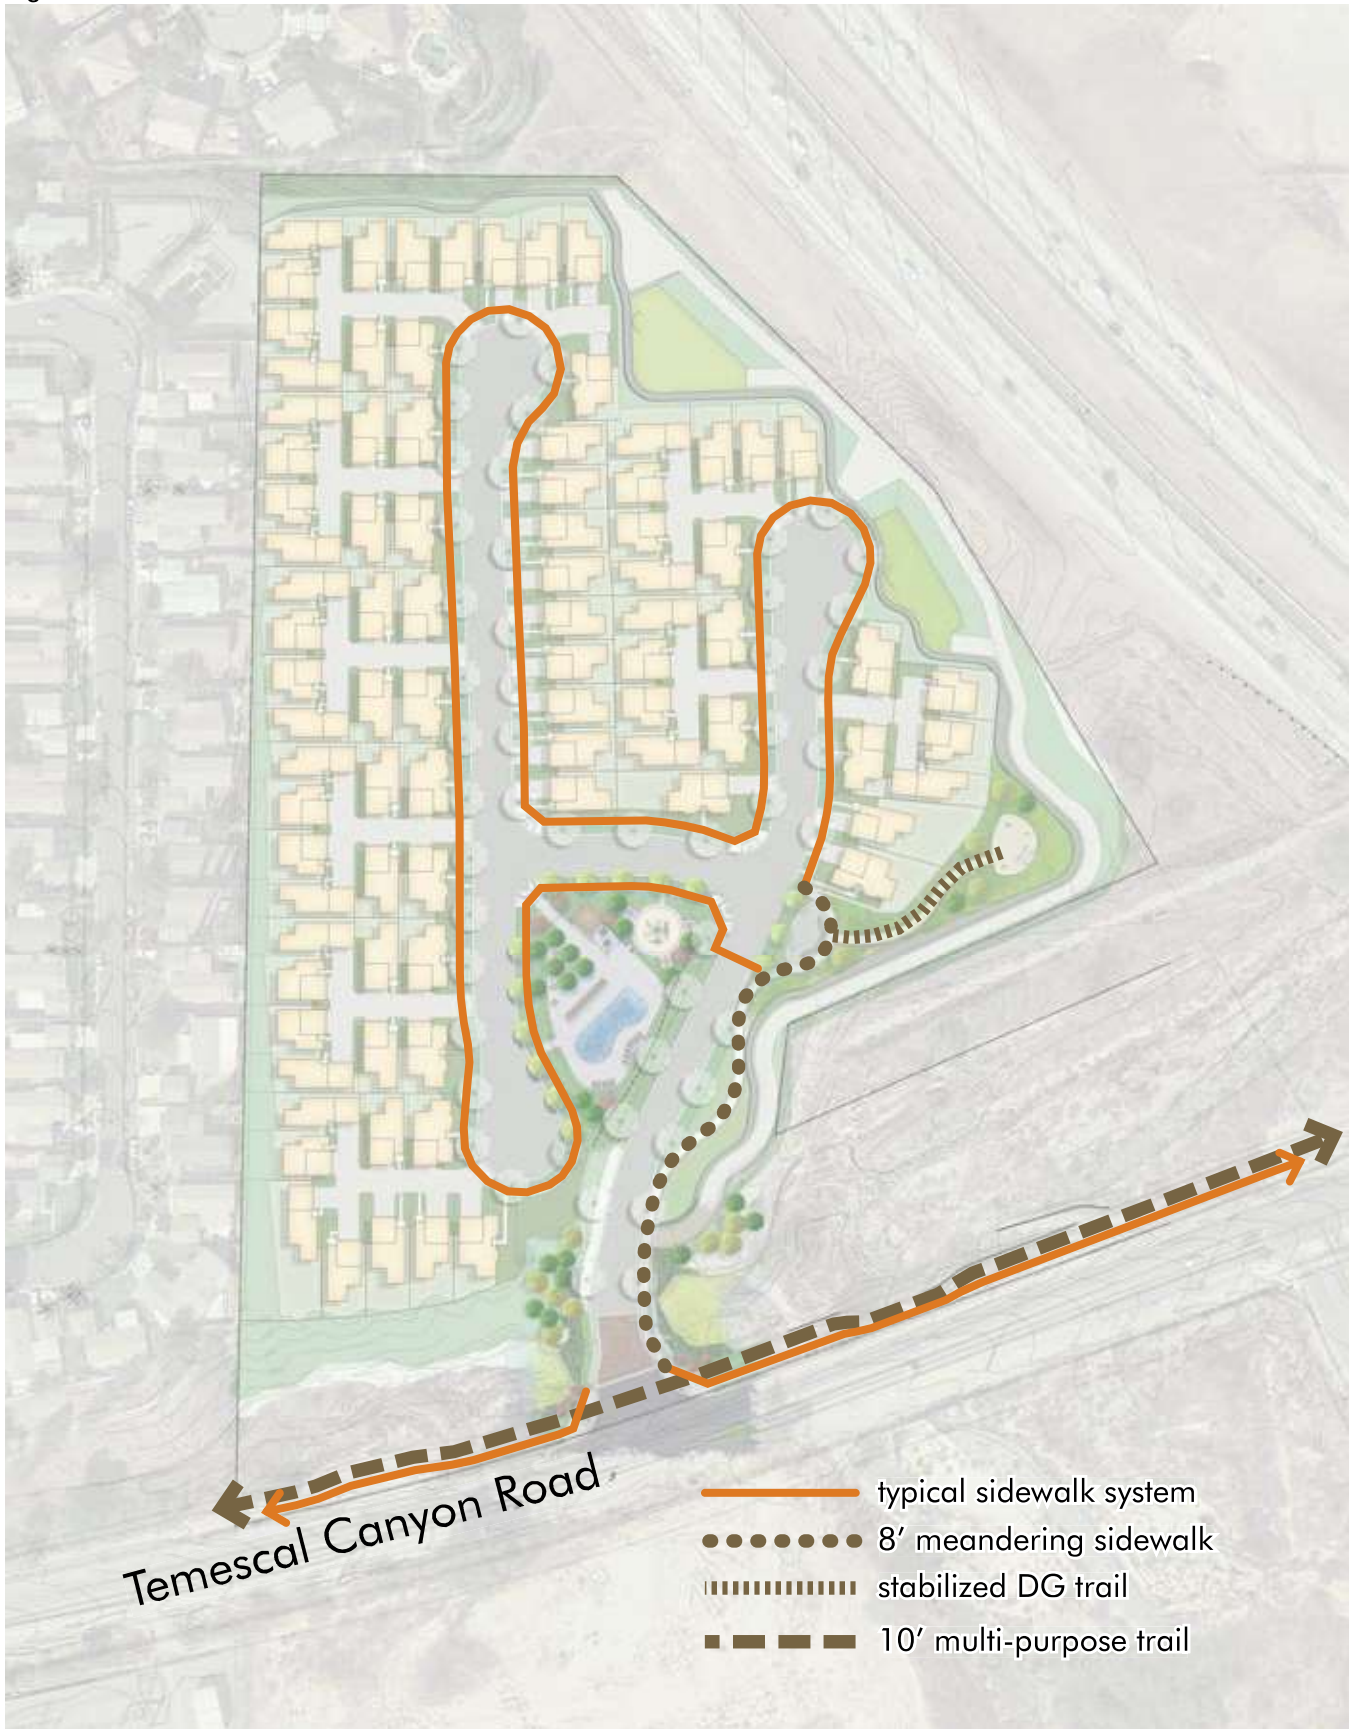 Temescal Canyon Road
typical sidewalk system
8’ meandering sidewalk
stabilized DG trail
10’ multi-purpose trail